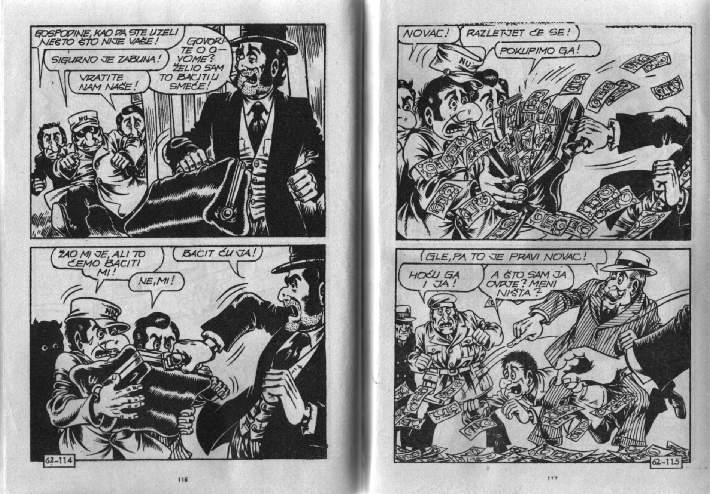 GOSPODINE, KAO DA STE UZELI
NEŠTO ŠTO NIJE VAŠE!
SIGURNO JE ZABUNA!
VRATITE
NAM NAŠE!
GOVORI
TE O O-
VOME?
ŽELIO SAM
TO BACITI U
SMEĆE!
ŽAO MI JE, ALI TO
ĆEMO BACITI
MI!
NE, MI!
BACIT ĆU JA!
62-114
116
NOVAC!
RAZLETJET ĆE SE!
POKUPIMO GA!
GLE, PA TO JE PRAVI NOVAC!
HOĆU GA
I JA!
A ŠTO SAM JA
OVDJE? MENI
NIŠTA?
62-115
117